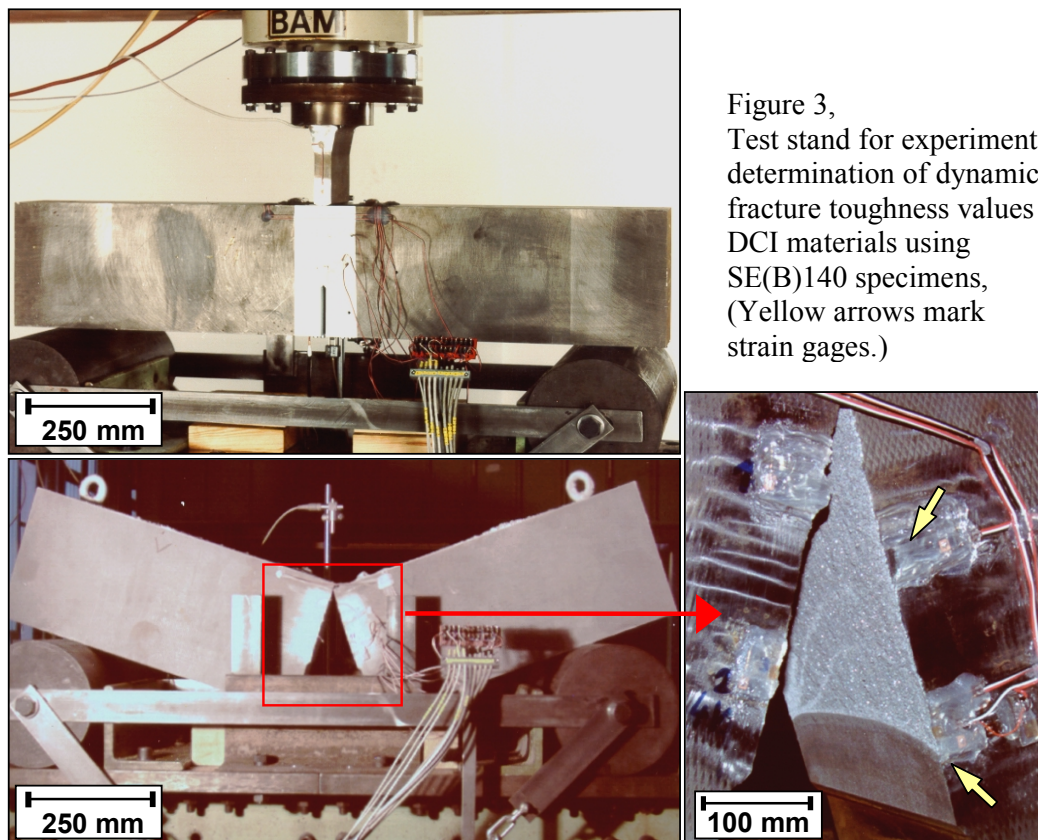 BAM
Figure 3,
Test stand for experiment
determination of dynamic
fracture toughness values
DCI materials using
SE(B)140 specimens,
(Yellow arrows mark
strain gages.)
250 mm
250 mm
100 mm